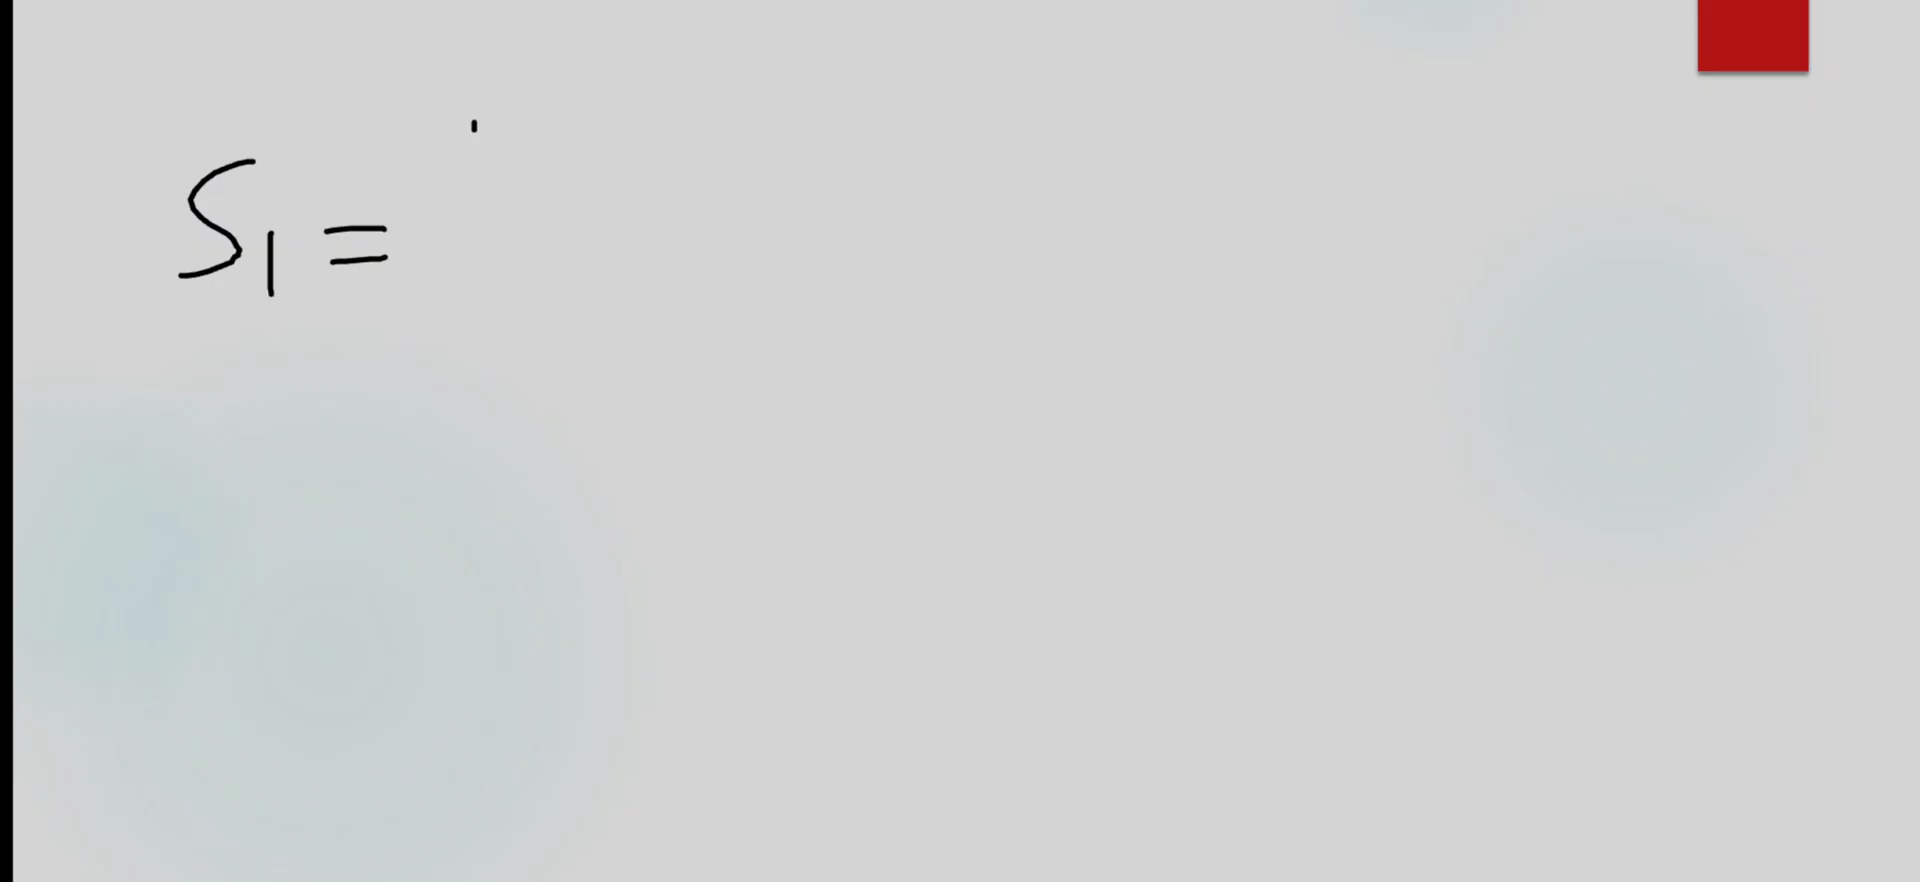 S₁ =